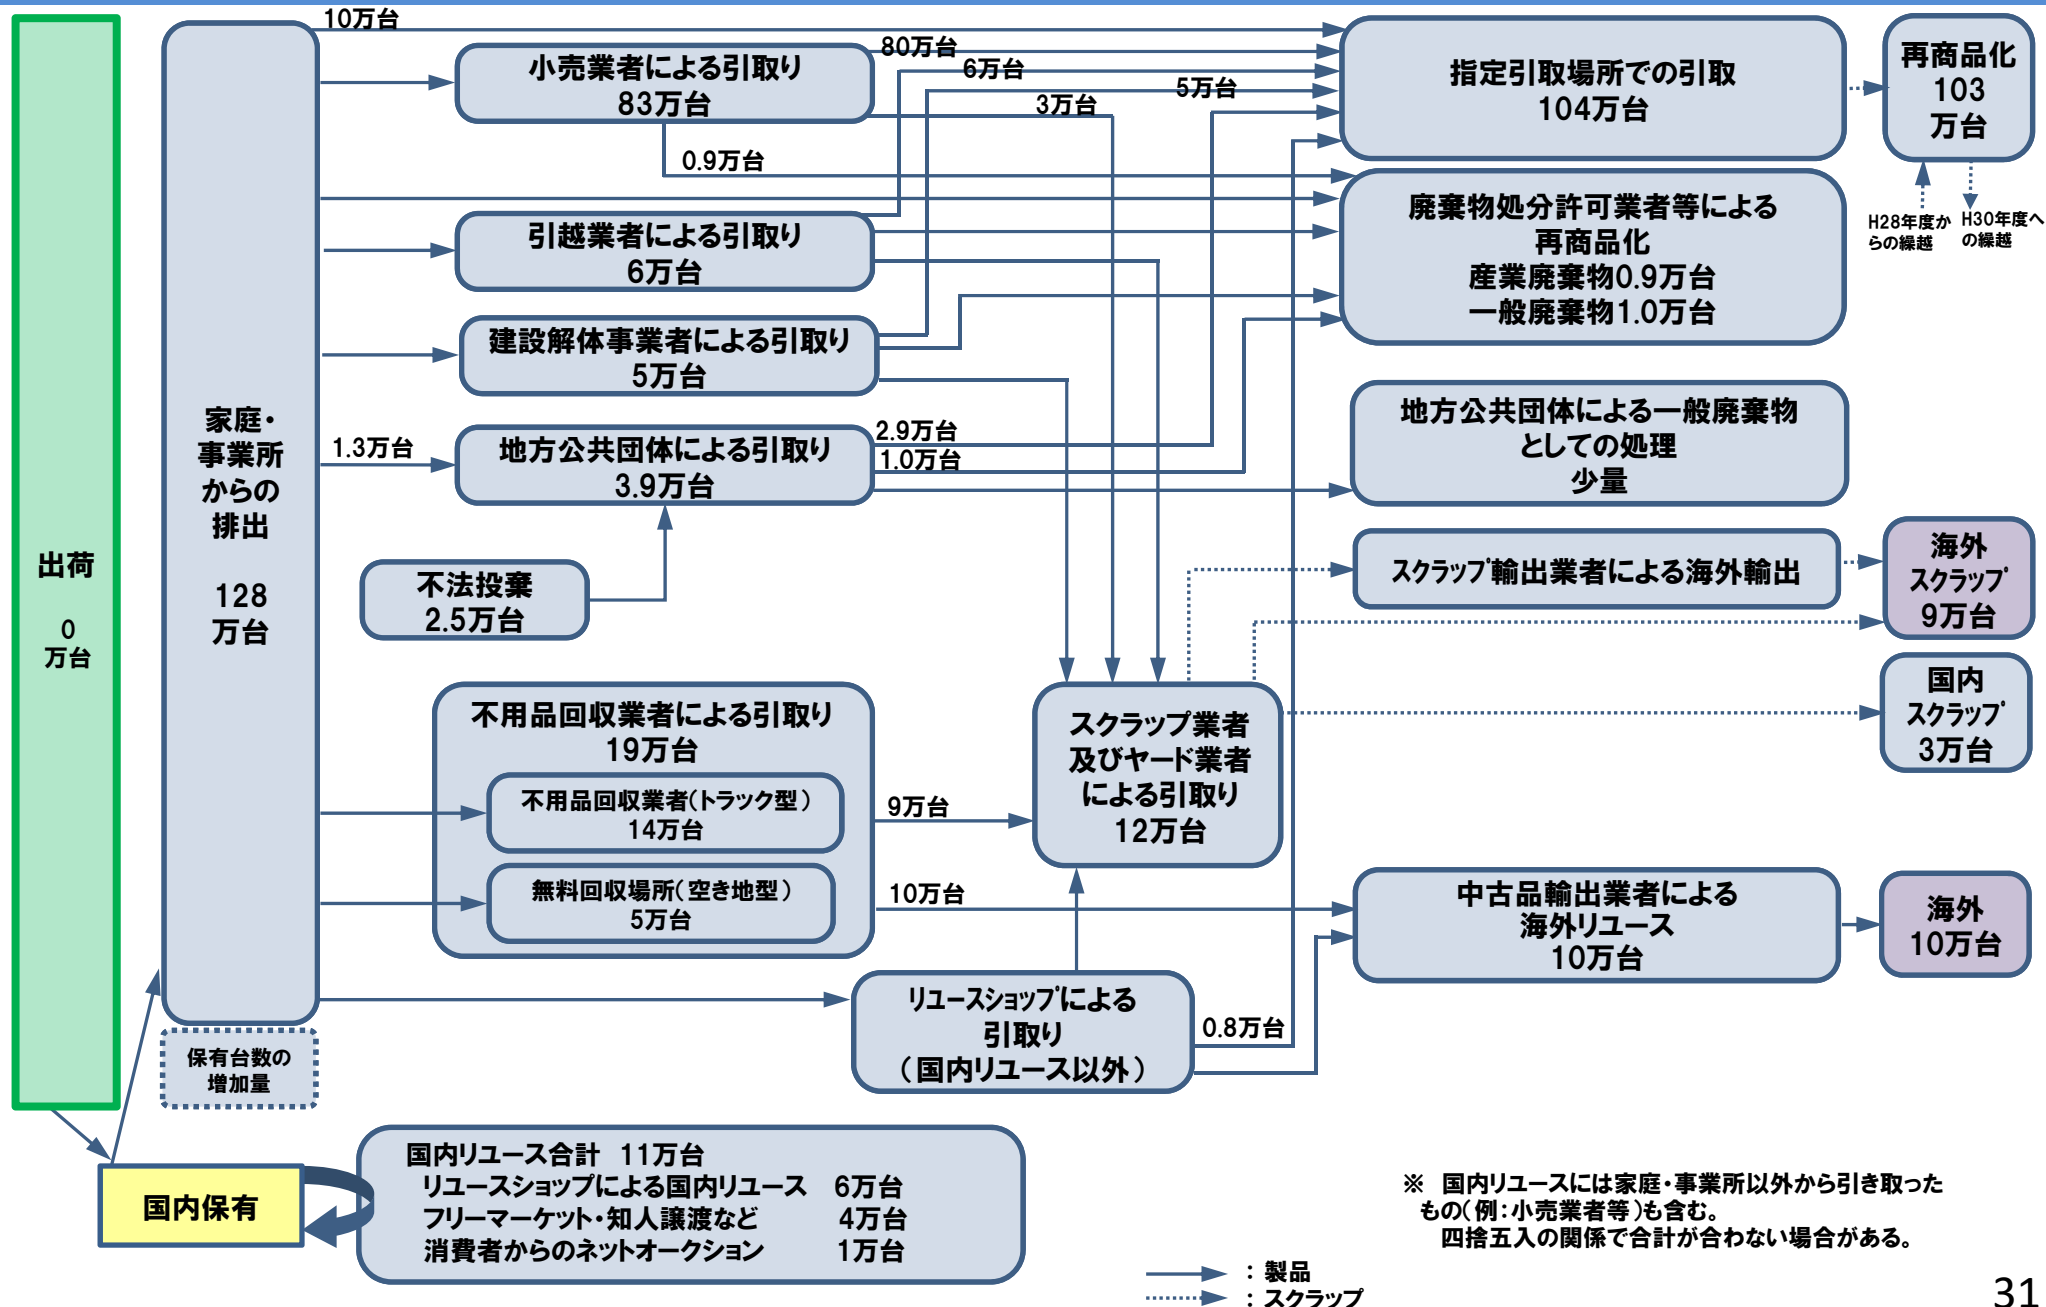 出荷
0
万台
家庭・
事業所
からの
排出
128
万台
保有台数の
増加量
国内保有
10万台
小売業者による引取り
83万台
80万台
6万台
5万台
3万台
0.9万台
引越業者による引取り
6万台
建設解体事業者による引取り
5万台
1.3万台
地方公共団体による引取り
3.9万台
2.9万台
1.0万台
不法投棄
2.5万台
不用品回収業者による引取り
19万台
不用品回収業者(トラック型)
14万台
無料回収場所(空き地型)
5万台
9万台
10万台
スクラップ業者
及びヤード業者
による引取り
12万台
リユースショップによる
引取り
(国内リユース以外)
0.8万台
指定引取場所での引取
104万台
再商品化
103
万台
H28年度か
らの繰越
H30年度へ
の繰越
廃棄物処分許可業者等による
再商品化
産業廃棄物0.9万台
一般廃棄物1.0万台
地方公共団体による一般廃棄物
としての処理
少量
スクラップ輸出業者による海外輸出
海外
スクラップ
9万台
国内
スクラップ
3万台
中古品輸出業者による
海外リユース
10万台
海外
10万台
国内リユース合計 11万台
リユースショップによる国内リユース 6万台
フリーマーケット・知人譲渡など 4万台
消費者からのネットオークション 1万台
※ 国内リユースには家庭・事業所以外から引き取った
もの(例:小売業者等)も含む。
四捨五入の関係で合計が合わない場合がある。
:製品
:スクラップ
31